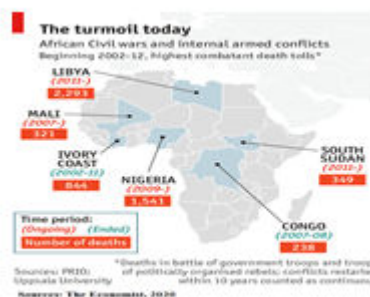 The turmoil today
African Civil wars and internal armed conflicts
Beginning 2002-12, highest combatant death tolls*
LIBYA
(2011-)
2,293
MALI
(2007-)
321
IVORY
COAST
(2002-11)
844
NIGERIA
(2009-)
1,541
SOUTH
SUDAN
(2011-)
349
CONGO
(2007-08)
238
Time period:
(Ongoing) (Ended)
Number of deaths
*Deaths in battle of government troops and troops
of politically organised rebels; conflicts restarted
within 10 years counted as continuous
Sources: PRIO;
Uppsala University
Source: The Economist, 2020